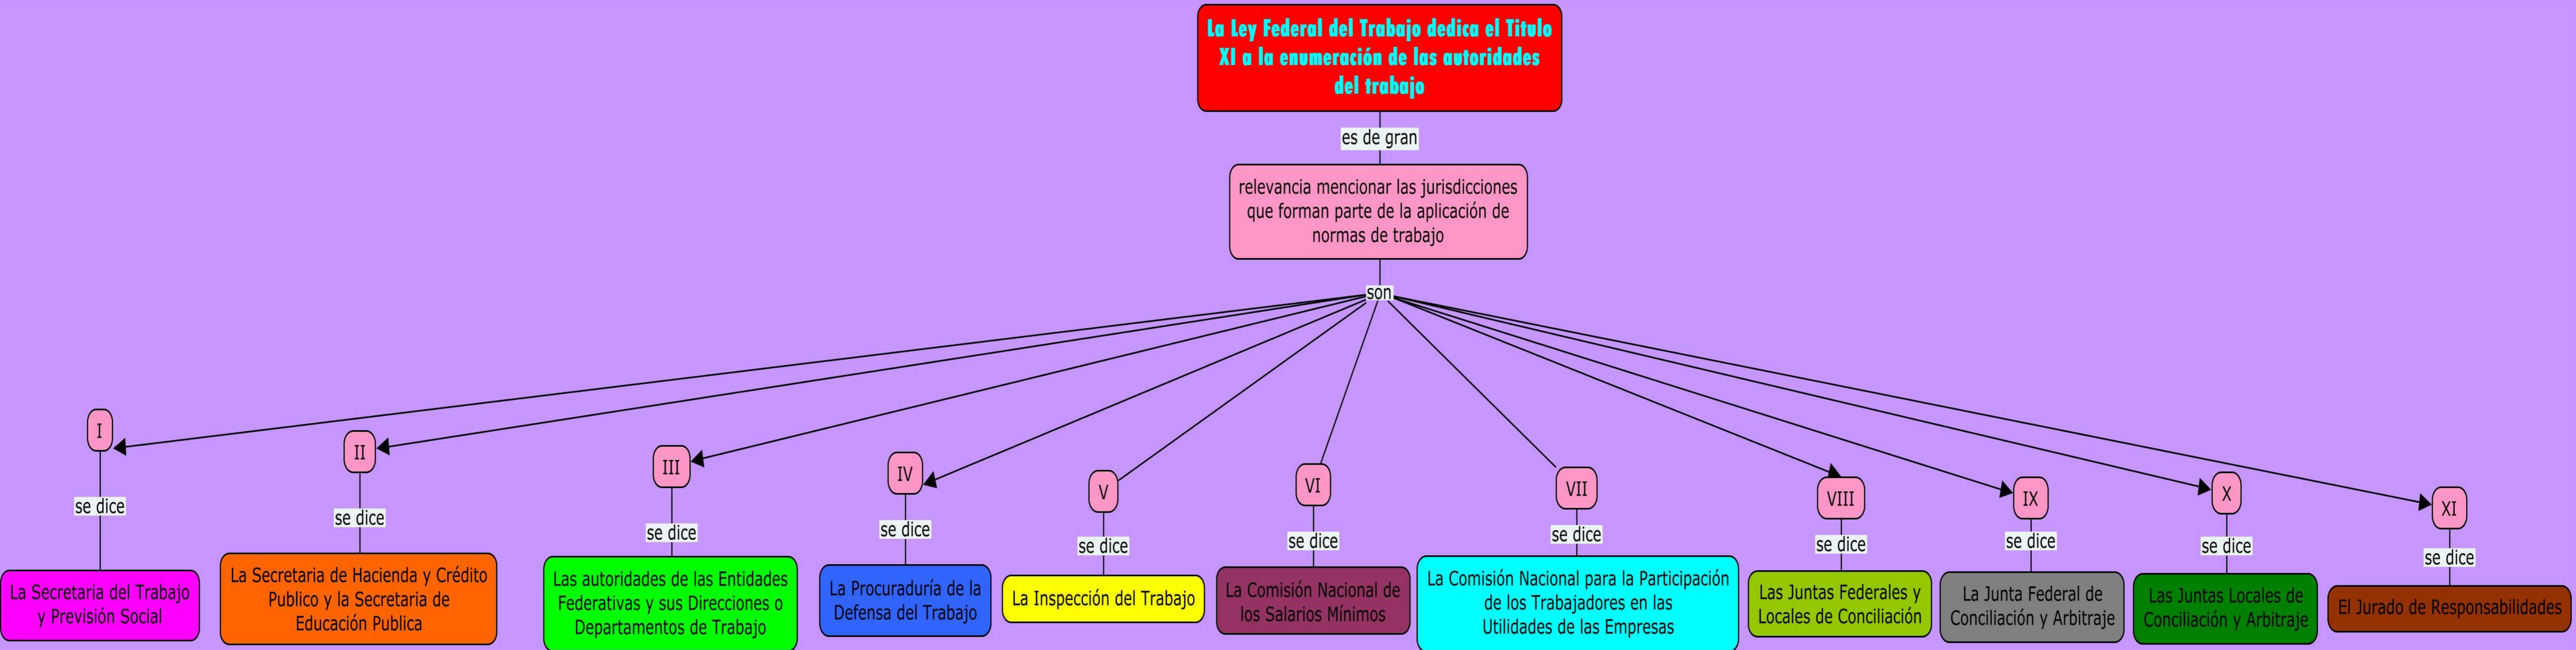 La Ley Federal del Trabajo dedica el Titulo
XI a la enumeración de las autoridades
del trabajo
es de gran
relevancia mencionar las jurisdicciones
que forman parte de la aplicación de
normas de trabajo
son
I
se dice
La Secretaria del Trabajo
y Previsión Social
II
se dice
La Secretaria de Hacienda y Crédito
Publico y la Secretaria de
Educación Publica
III
se dice
Las autoridades de las Entidades
Federativas y sus Direcciones o
Departamentos de Trabajo
IV
se dice
La Procuraduría de la
Defensa del Trabajo
V
se dice
La Inspección del Trabajo
VI
se dice
La Comisión Nacional de
los Salarios Mínimos
VII
se dice
La Comisión Nacional para la Participación
de los Trabajadores en las
Utilidades de las Empresas
VIII
se dice
Las Juntas Federales y
Locales de Conciliación
IX
se dice
La Junta Federal de
Conciliación y Arbitraje
X
se dice
Las Juntas Locales de
Conciliación y Arbitraje
XI
se dice
El Jurado de Responsabilidades